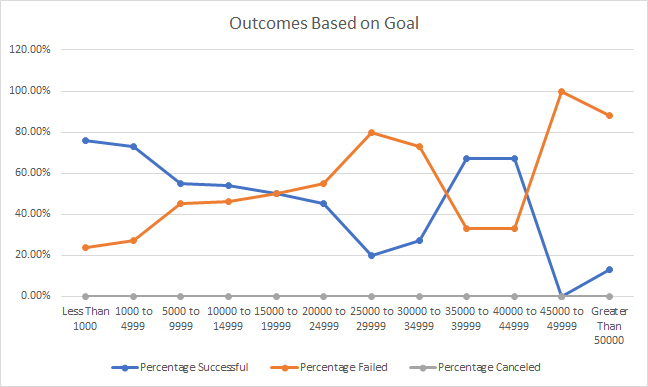 Outcomes Based on Goal
120.00%
100.00%
80.00%
60.00%
40.00%
20.00%
0.00%
Less Than 1000
1000 to 4999
5000 to 9999
10000 to 14999
15000 to 19999
20000 to 24999
25000 to 29999
30000 to 34999
35000 to 39999
40000 to 44999
45000 to 49999
Greater Than 50000
Percentage Successful
Percentage Failed
Percentage Canceled